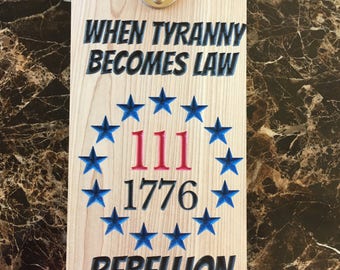 WHEN TYRANNY
BECOMES LAW
111
1776
REBELLION